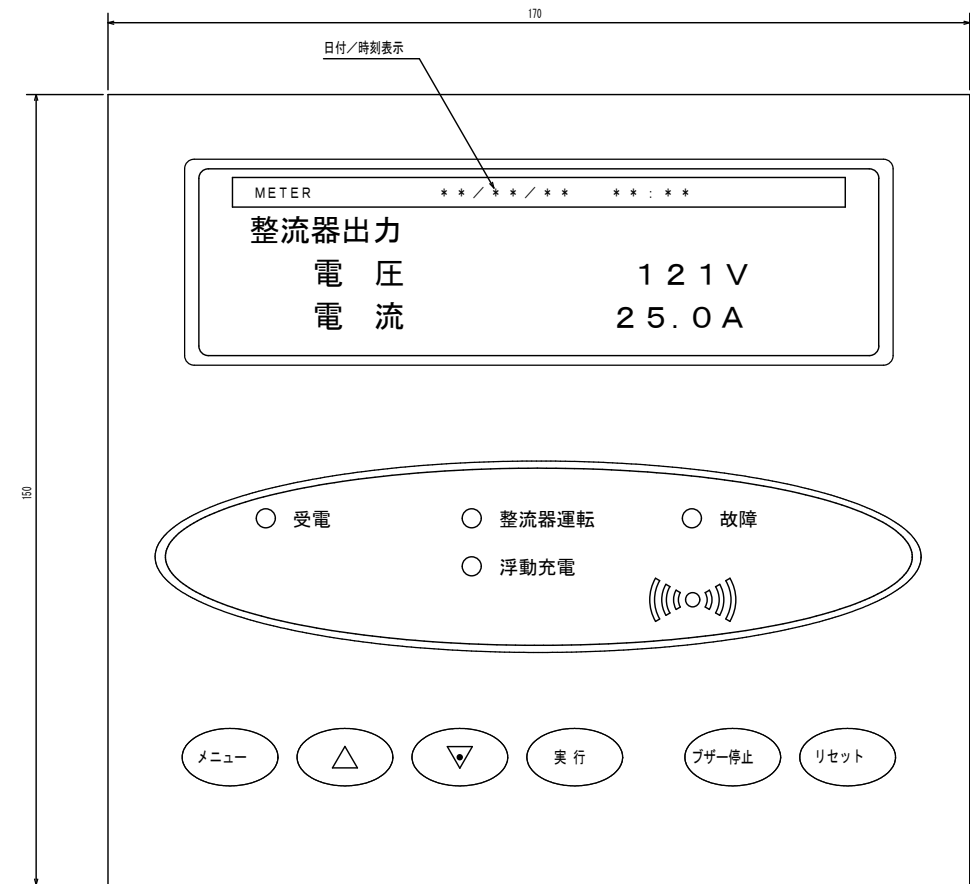 170
日付／時刻表示
METER　＊＊／＊＊／＊＊　＊＊：＊＊
整流器出力
電　圧　１２１Ｖ
電　流　２５．０Ａ
150
受電　整流器運転　故障
浮動充電
メニュー　△　▽　実行　ブザー停止　リセット